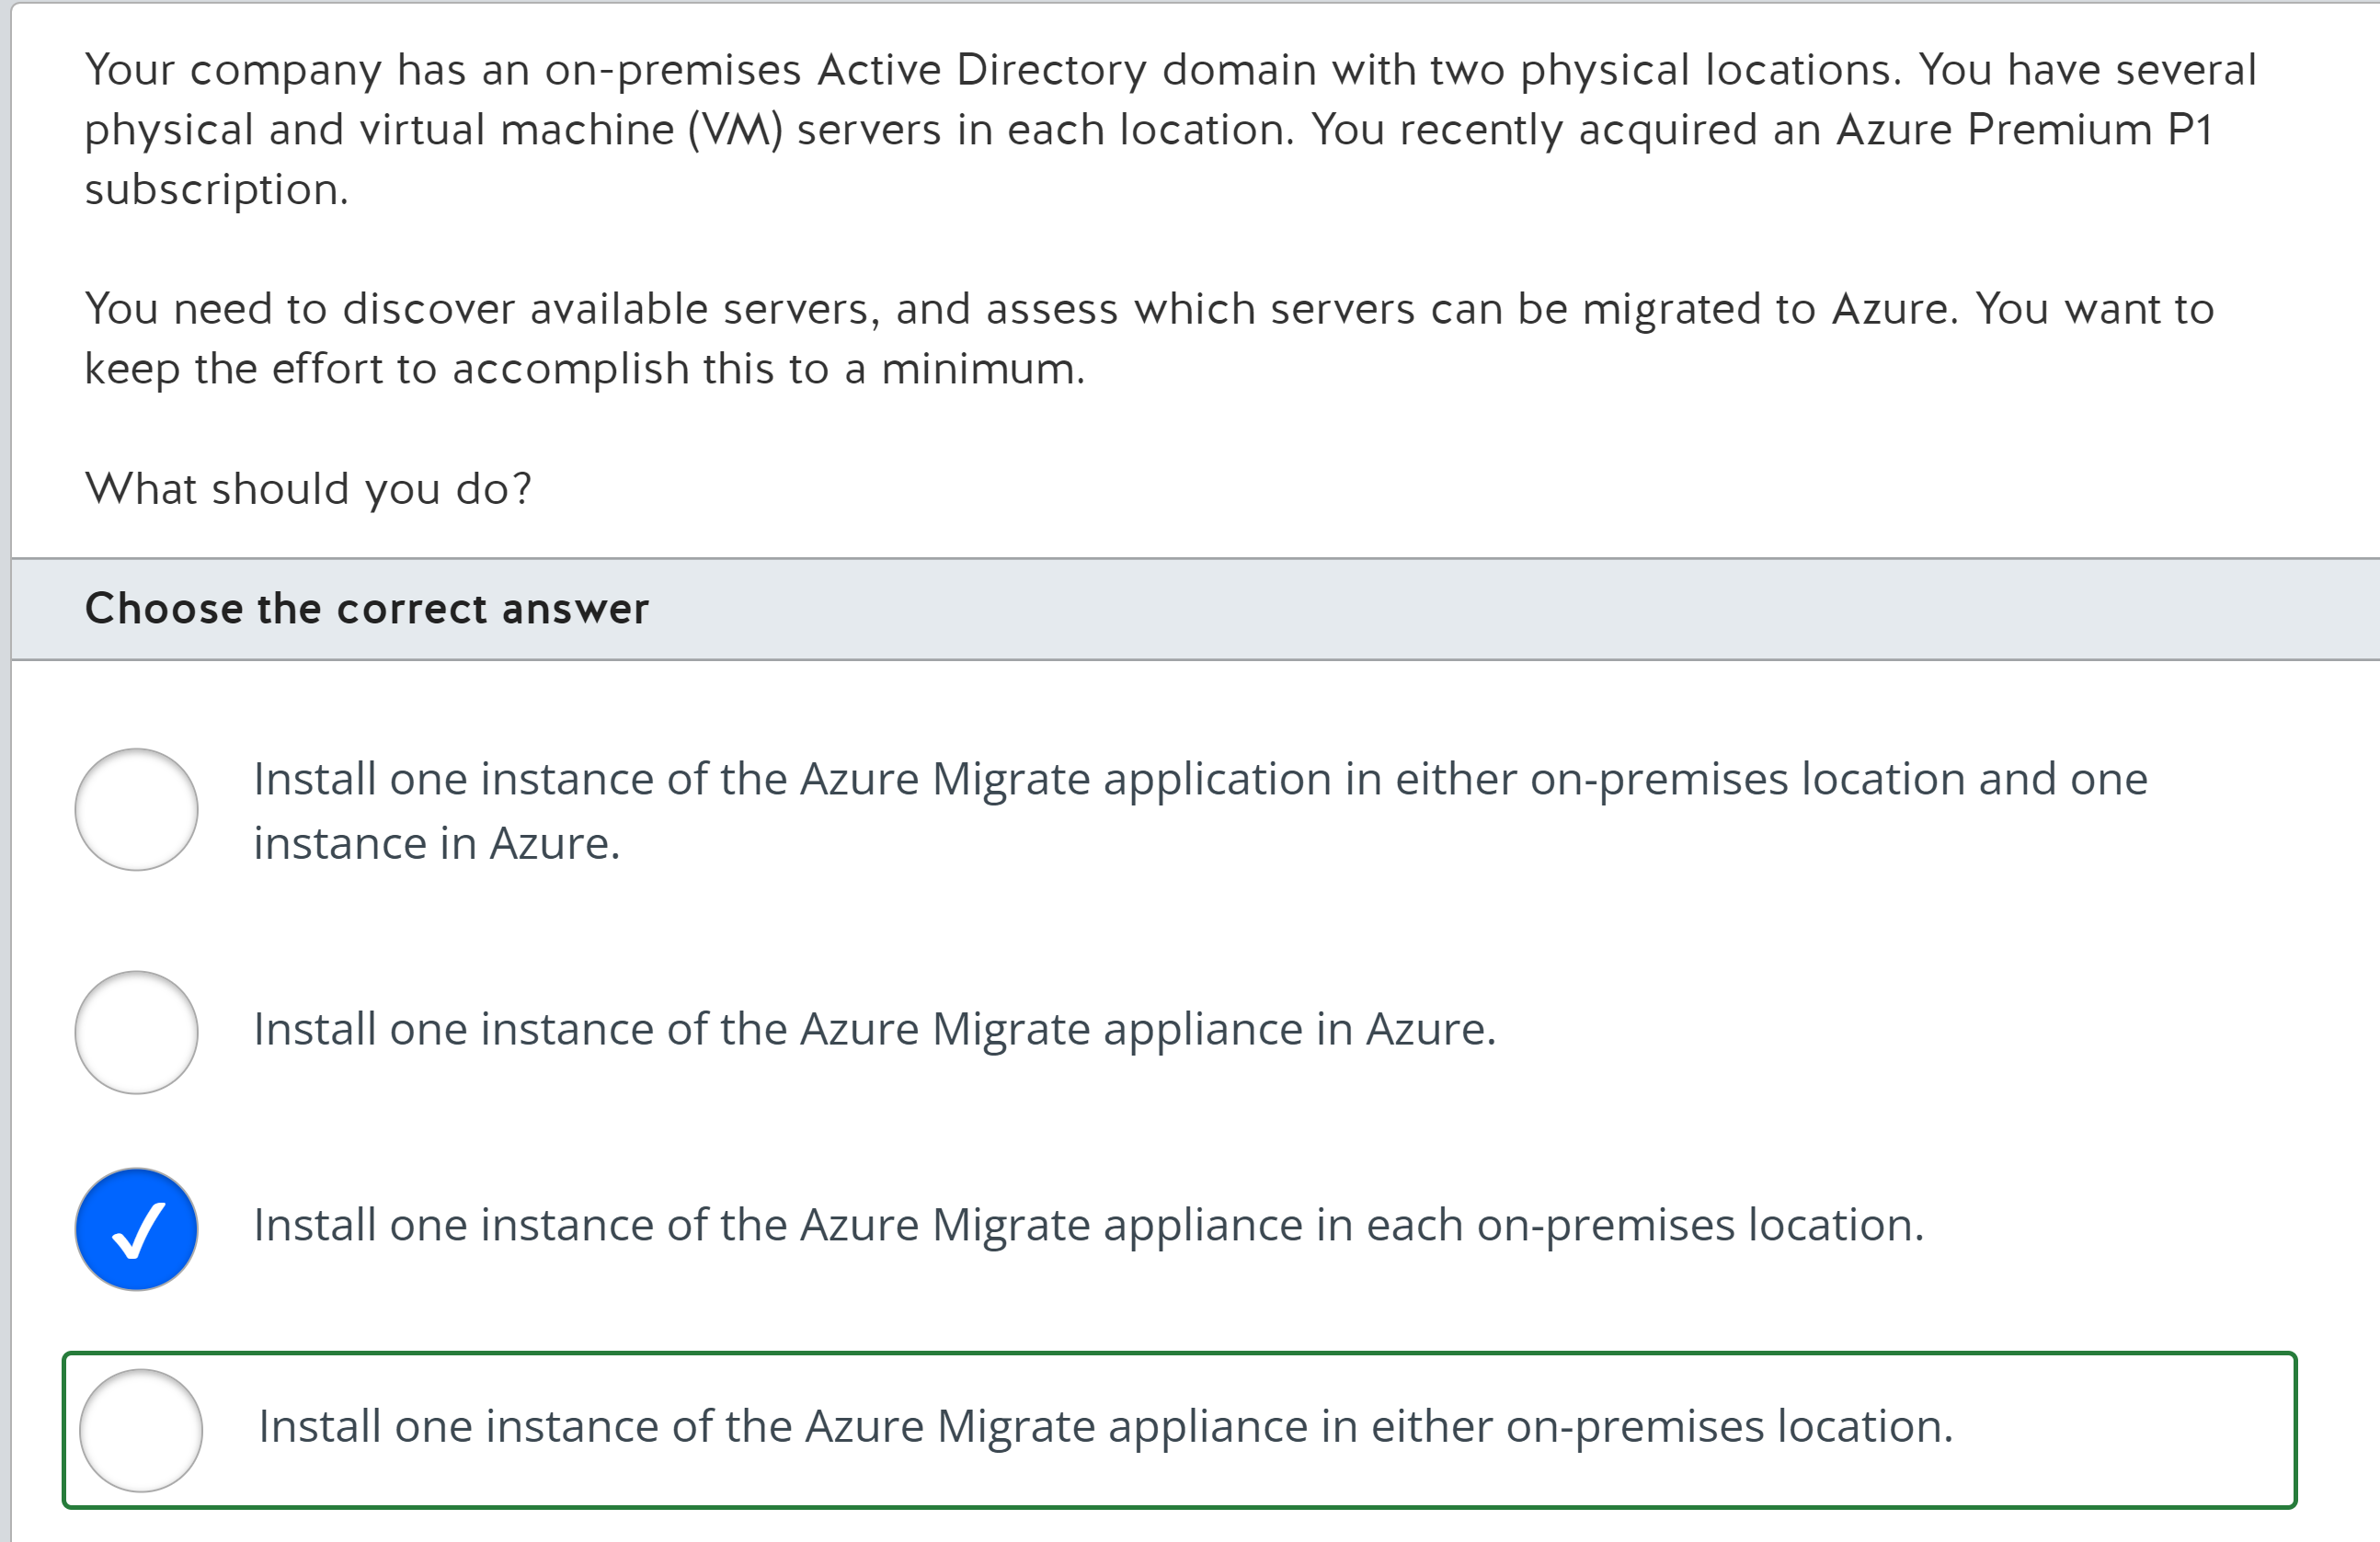 Your company has an on-premises Active Directory domain with two physical locations. You have several
physical and virtual machine (VM) servers in each location. You recently acquired an Azure Premium P1
subscription.
You need to discover available servers, and assess which servers can be migrated to Azure. You want to
keep the effort to accomplish this to a minimum.
What should you do?
Choose the correct answer
Install one instance of the Azure Migrate application in either on-premises location and one
instance in Azure.
Install one instance of the Azure Migrate appliance in Azure.
Install one instance of the Azure Migrate appliance in each on-premises location.
Install one instance of the Azure Migrate appliance in either on-premises location.